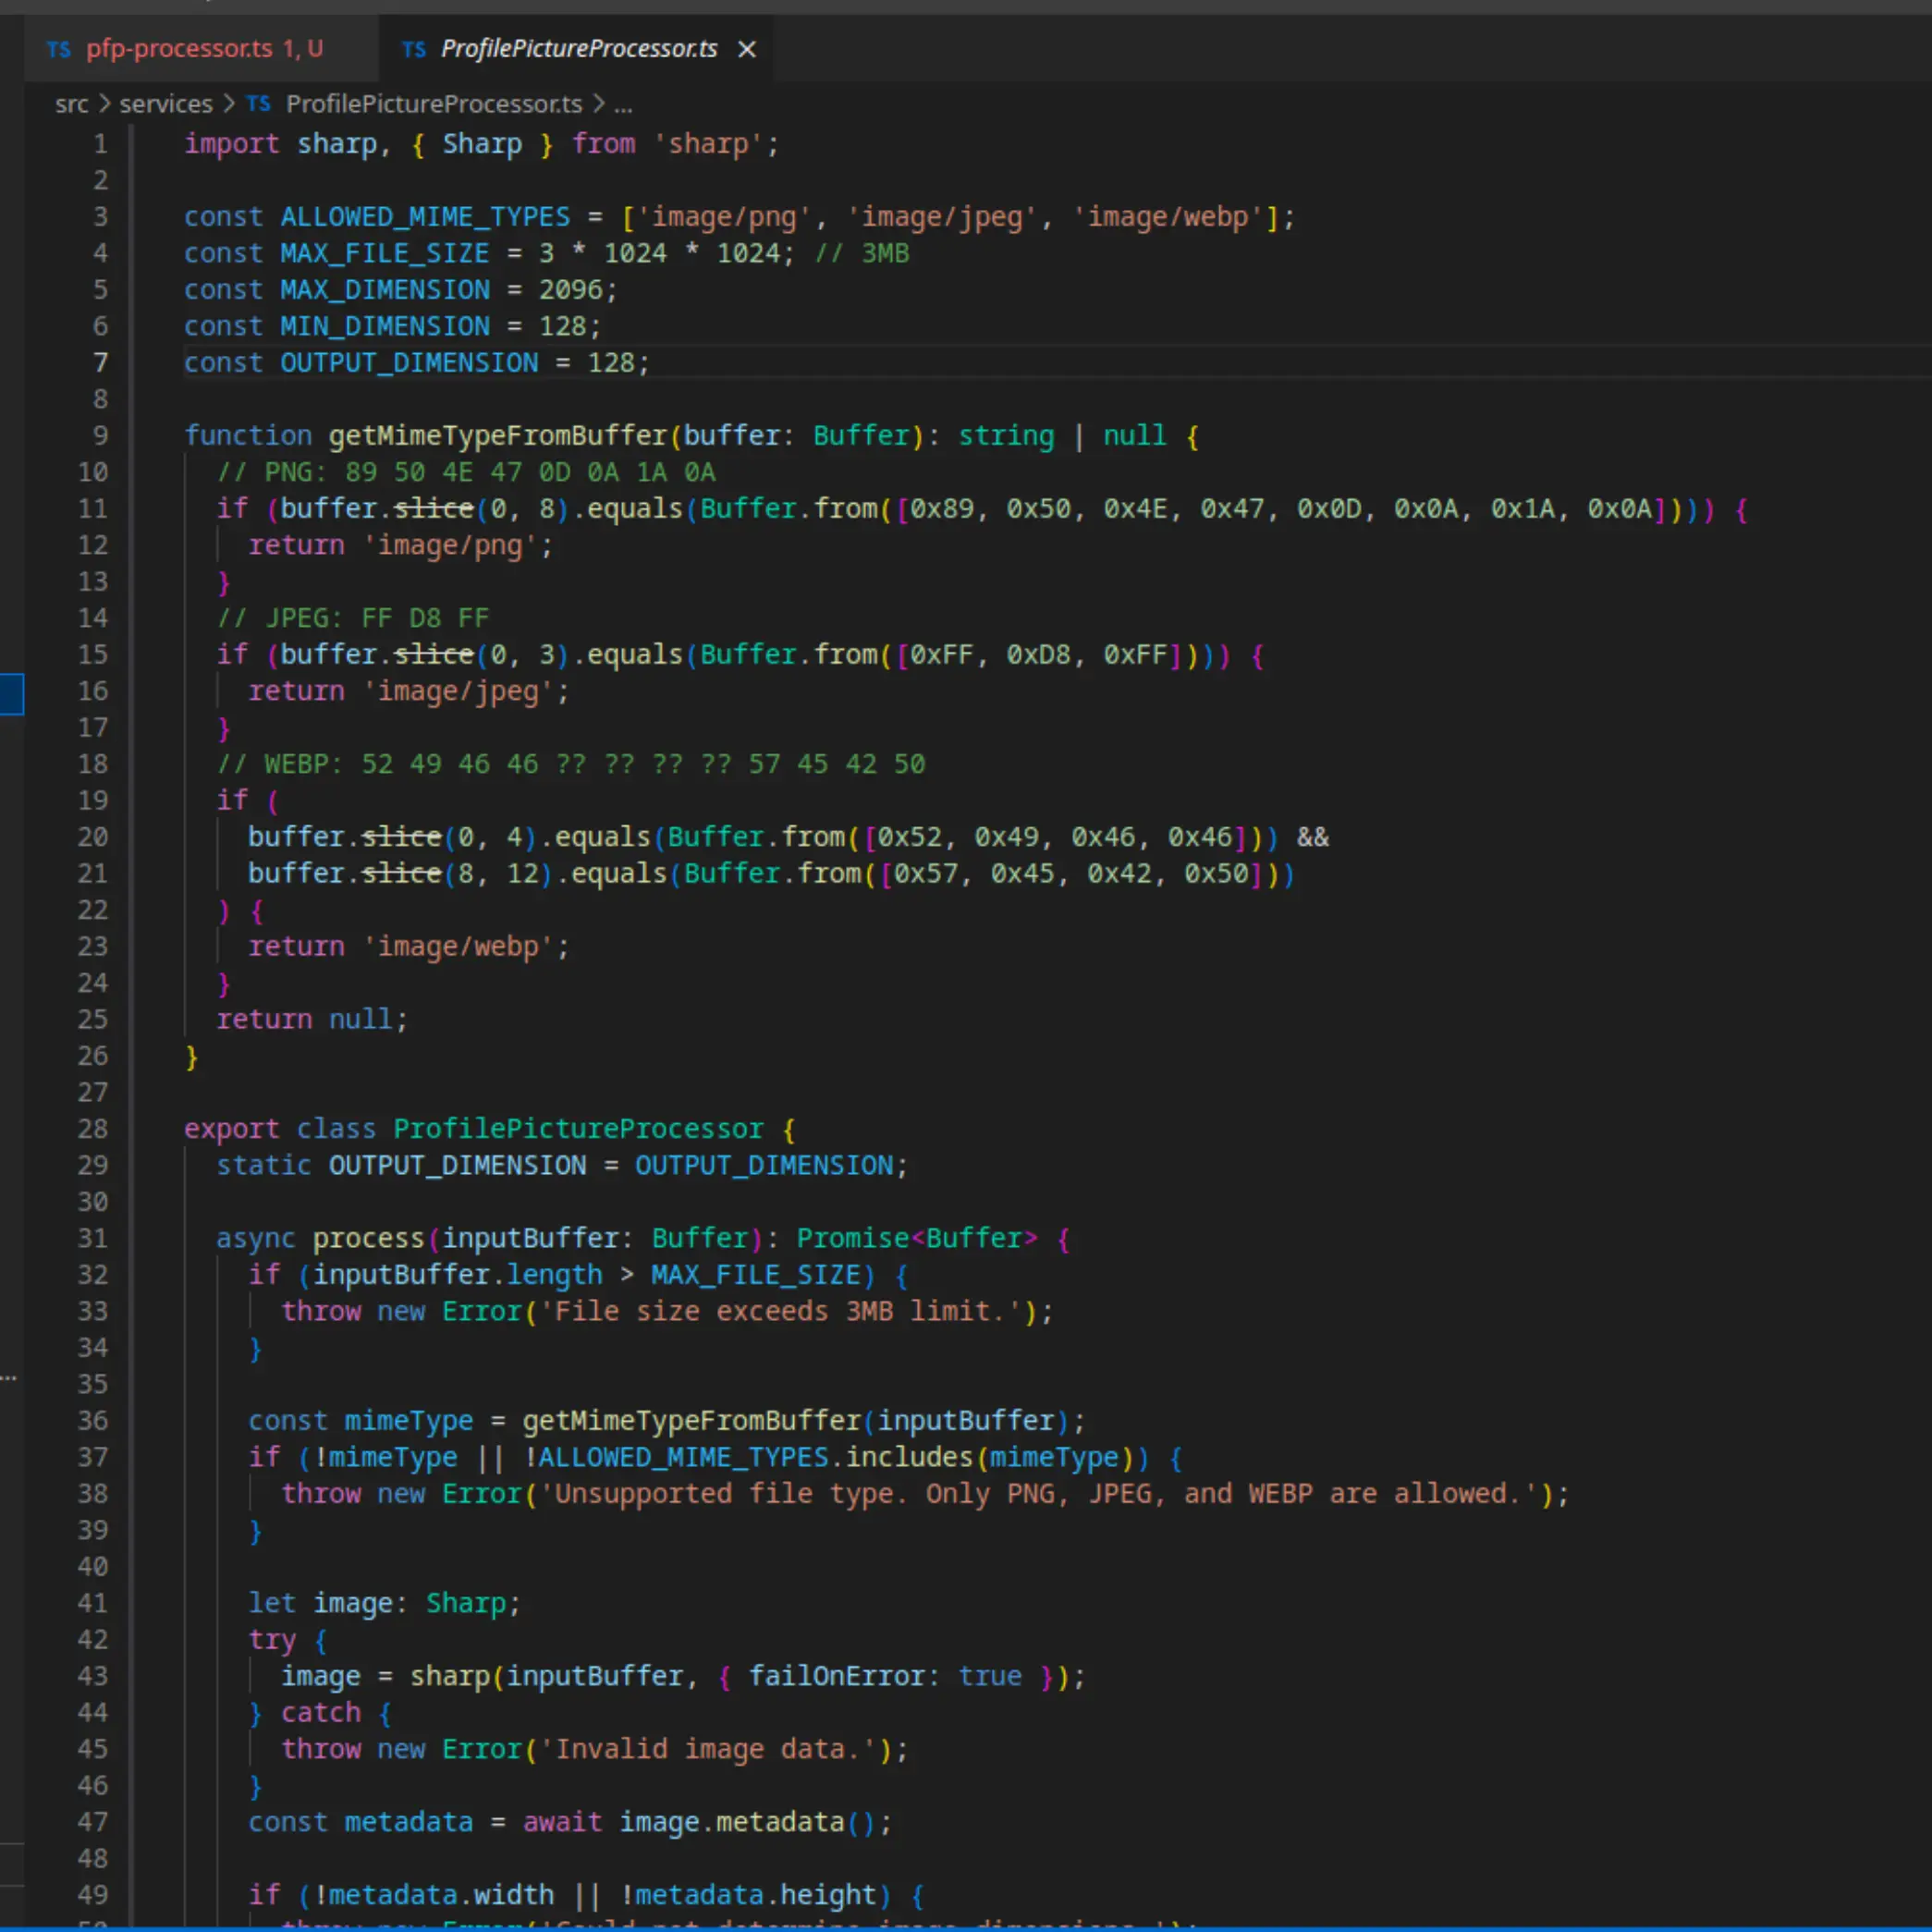 TS pfp-processor.ts 1, U TS ProfilePictureProcessor.ts ×
src > services > TS ProfilePictureProcessor.ts > ...
1 import sharp, { Sharp } from 'sharp';
2
3 const ALLOWED_MIME_TYPES = ['image/png', 'image/jpeg', 'image/webp'];
4 const MAX_FILE_SIZE = 3 * 1024 * 1024; // 3MB
5 const MAX_DIMENSION = 2096;
6 const MIN_DIMENSION = 128;
7 const OUTPUT_DIMENSION = 128;
8
9 function getMimeTypeFromBuffer(buffer: Buffer): string | null {
10 // PNG: 89 50 4E 47 0D 0A 1A 0A
11 if (buffer.slice(0, 8).equals(Buffer.from([0x89, 0x50, 0x4E, 0x47, 0x0D, 0x0A, 0x1A, 0x0A]))) {
12 return 'image/png';
13 }
14 // JPEG: FF D8 FF
15 if (buffer.slice(0, 3).equals(Buffer.from([0xFF, 0xD8, 0xFF]))) {
16 return 'image/jpeg';
17 }
18 // WEBP: 52 49 46 46 ?? ?? ?? ?? 57 45 42 50
19 if (
20 buffer.slice(0, 4).equals(Buffer.from([0x52, 0x49, 0x46, 0x46])) &&
21 buffer.slice(8, 12).equals(Buffer.from([0x57, 0x45, 0x42, 0x50]))
22 ) {
23 return 'image/webp';
24 }
25 return null;
26 }
27
28 export class ProfilePictureProcessor {
29 static OUTPUT_DIMENSION = OUTPUT_DIMENSION;
30
31 async process(inputBuffer: Buffer): Promise<Buffer> {
32 if (inputBuffer.length > MAX_FILE_SIZE) {
33 throw new Error('File size exceeds 3MB limit.');
34 }
35
36 const mimeType = getMimeTypeFromBuffer(inputBuffer);
37 if (!mimeType || !ALLOWED_MIME_TYPES.includes(mimeType)) {
38 throw new Error('Unsupported file type. Only PNG, JPEG, and WEBP are allowed.');
39 }
40
41 let image: Sharp;
42 try {
43 image = sharp(inputBuffer, { failOnError: true });
44 } catch {
45 throw new Error('Invalid image data.');
46 }
47 const metadata = await image.metadata();
48
49 if (!metadata.width || !metadata.height) {
50 throw new Error('Could not determine image dimensions.');